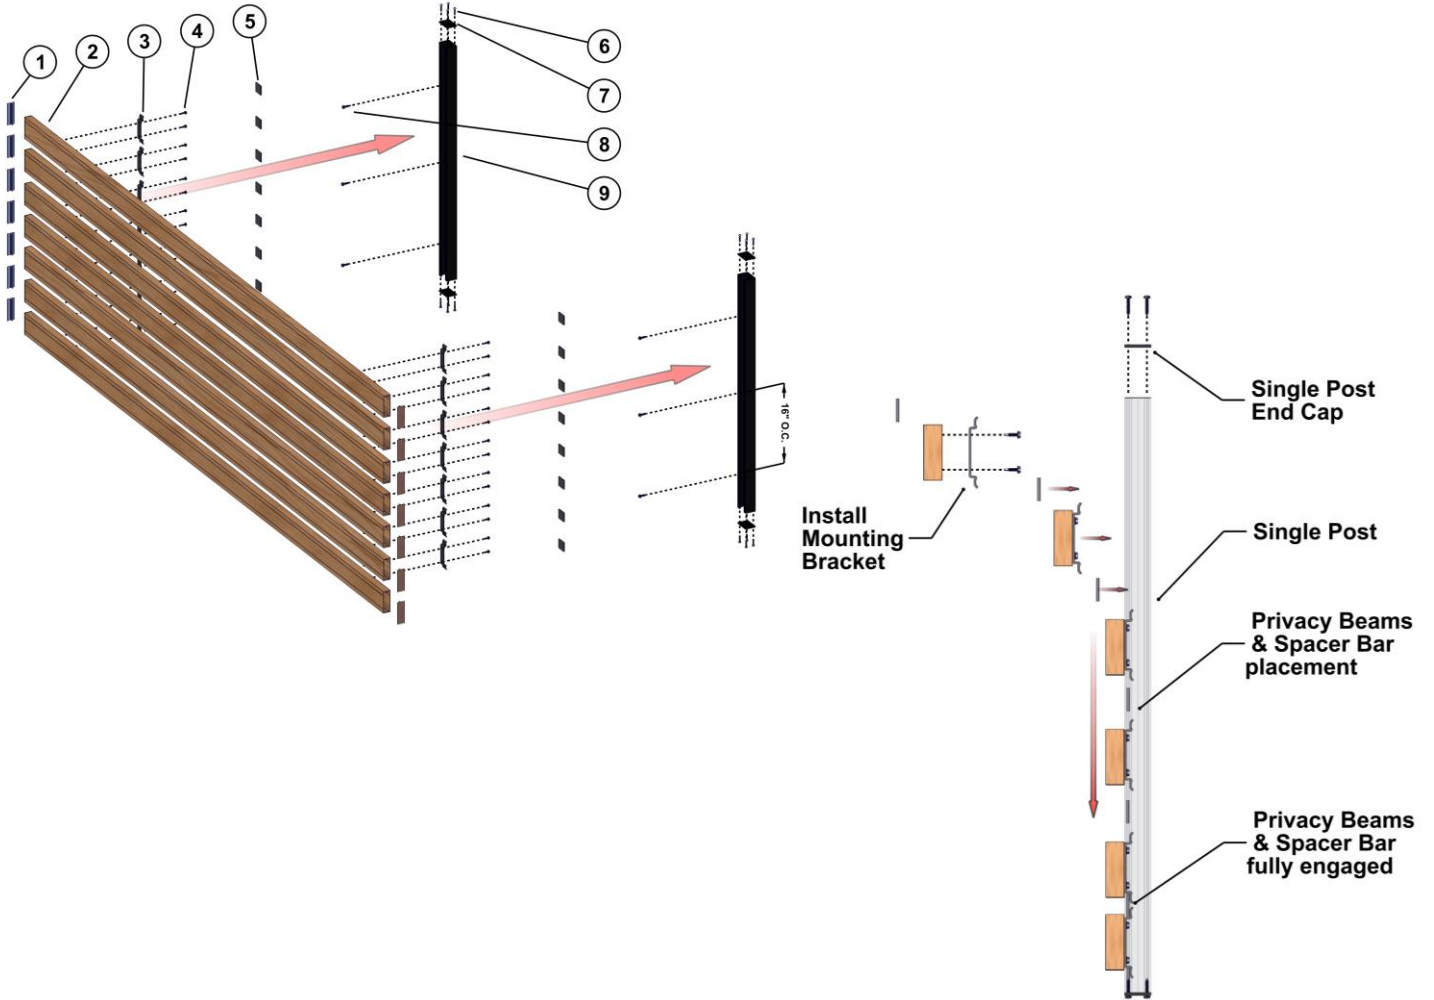 1
2
3
4
5
6
7
8
9
16" O.C.
Install
Mounting
Bracket
Single Post
End Cap
Single Post
Privacy Beams
& Spacer Bar
placement
Privacy Beams
& Spacer Bar
fully engaged